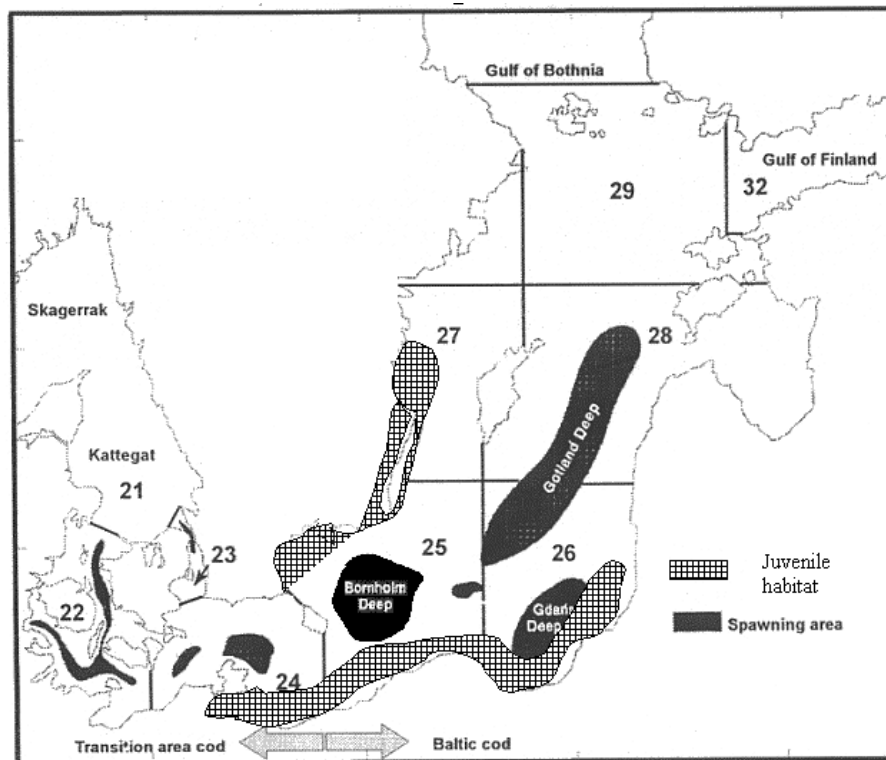 Gulf of Bothnia
Gulf of Finland
29
32
Skagerrak
27
28
Gotland Deep
Kattegat
21
25
26
23
Juvenile
habitat
Bornholm
Deep
22
Deep
Spawning area
24
Transition area cod
Baltic cod